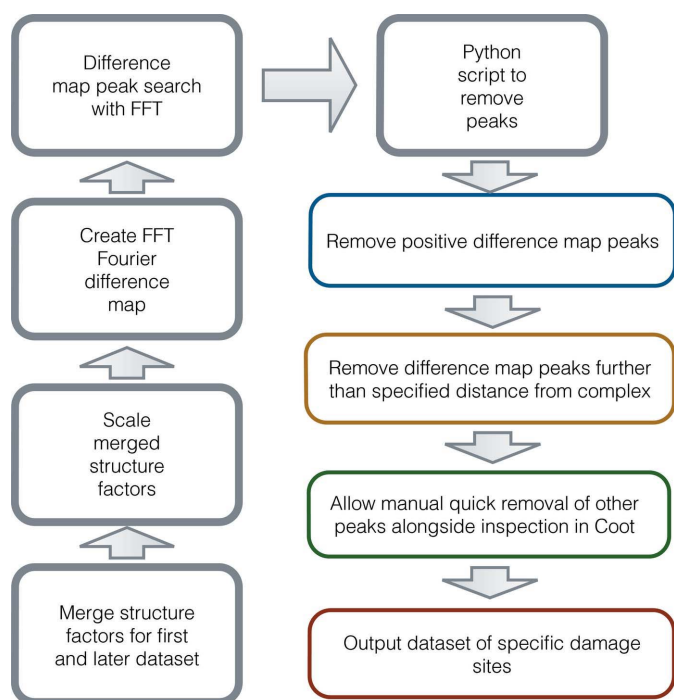 Merge structure
factors for first
and later dataset
Scale
merged
structure
factors
Create FFT
Fourier
difference
map
Difference
map peak search
with FFT
Python
script to
remove
peaks
Remove positive difference map peaks
Remove difference map peaks further
than specified distance from complex
Allow manual quick removal of other
peaks alongside inspection in Coot
Output dataset of specific damage
sites